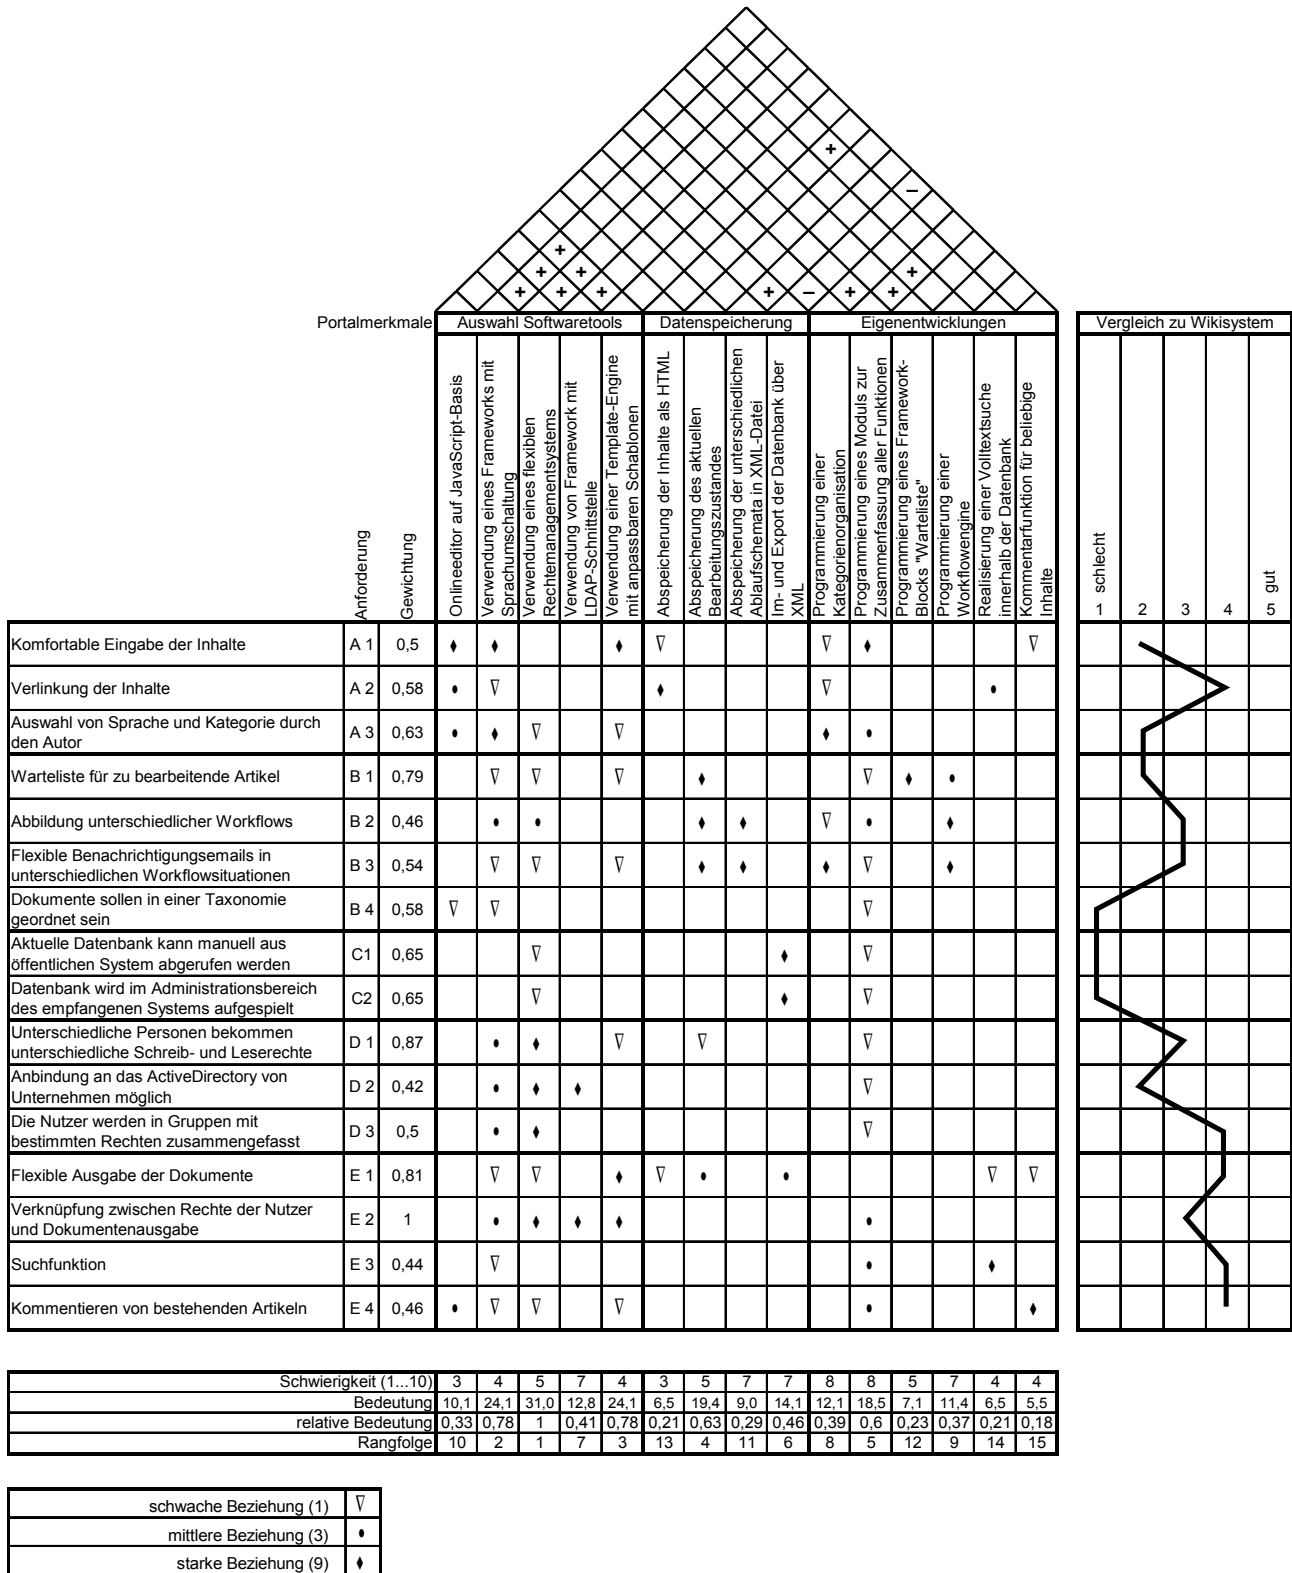 Portalmerkmale
Auswahl Softwaretools
Datenspeicherung
Eigenentwicklungen
Vergleich zu Wikisystem
Anforderung
Gewichtung
Onlineeditor auf JavaScript-Basis
Verwendung eines Frameworks mit
Sprachumschaltung
Verwendung eines flexiblen
Rechtemanagementsystems
Verwendung von Framework mit
LDAP-Schnittstelle
Verwendung einer Template-Engine
mit anpassbaren Schablonen
Abspeicherung der Inhalte als HTML
Abspeicherung des aktuellen
Bearbeitungszustandes
Abspeicherung der unterschiedlichen
Ablaufschemata in XML-Datei
Im- und Export der Datenbank über
XML
Programmierung einer
Kategorienorganisation
Programmierung eines Moduls zur
Zusammenfassung aller Funktionen
Programmierung eines Framework-
Blocks "Warteliste"
Programmierung einer
Workflowengine
Realisierung einer Volltextsuche
innerhalb der Datenbank
Kommentarfunktion für beliebige
Inhalte
schlecht
gut
1 2 3 4 5
Komfortable Eingabe der Inhalte A 1 0,5
Verlinkung der Inhalte A 2 0,58
Auswahl von Sprache und Kategorie durch
den Autor A 3 0,63
Warteliste für zu bearbeitende Artikel B 1 0,79
Abbildung unterschiedlicher Workflows B 2 0,46
Flexible Benachrichtigungsemails in
unterschiedlichen Workflowsituationen B 3 0,54
Dokumente sollen in einer Taxonomie
geordnet sein B 4 0,58
Aktuelle Datenbank kann manuell aus
öffentlichen System abgerufen werden C1 0,65
Datenbank wird im Administrationsbereich
des empfangenen Systems aufgespielt C2 0,65
Unterschiedliche Personen bekommen
unterschiedliche Schreib- und Leserechte D 1 0,87
Anbindung an das ActiveDirectory von
Unternehmen möglich D 2 0,42
Die Nutzer werden in Gruppen mit
bestimmten Rechten zusammengefasst D 3 0,5
Flexible Ausgabe der Dokumente E 1 0,81
Verknüpfung zwischen Rechte der Nutzer
und Dokumentenausgabe E 2 1
Suchfunktion E 3 0,44
Kommentieren von bestehenden Artikeln E 4 0,46
Schwierigkeit (1...10) 3 4 5 7 4 3 5 7 7 8 8 5 7 4 4
Bedeutung 10,1 24,1 31,0 12,8 24,1 6,5 19,4 9,0 14,1 12,1 18,5 7,1 11,4 6,5 5,5
relative Bedeutung 0,33 0,78 1 0,41 0,78 0,21 0,63 0,29 0,46 0,39 0,6 0,23 0,37 0,21 0,18
Rangfolge 10 2 1 7 3 13 4 11 6 8 5 12 9 14 15
schwache Beziehung (1)
mittlere Beziehung (3)
starke Beziehung (9)